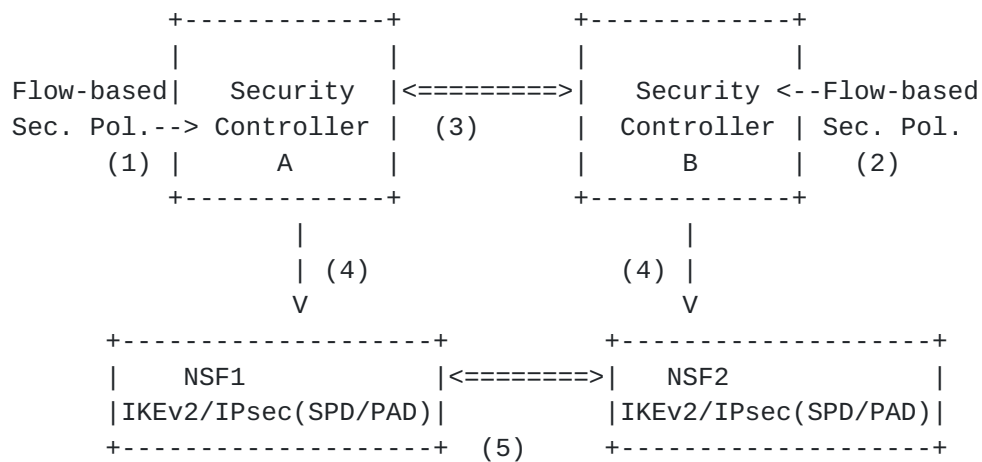 +-------------+             +-------------+
|             |             |             |
Flow-based|   Security  |<=========>|   Security <--Flow-based
Sec. Pol.--> Controller |  (3)      |  Controller | Sec. Pol.
(1) |      A      |           |      B      |   (2)
+-------------+             +-------------+
|                         |
| (4)                 (4) |
V                         V
+--------------------+          +--------------------+
|    NSF1            |<========>|   NSF2             |
|IKEv2/IPsec(SPD/PAD)|          |IKEv2/IPsec(SPD/PAD)|
+--------------------+  (5)     +--------------------+